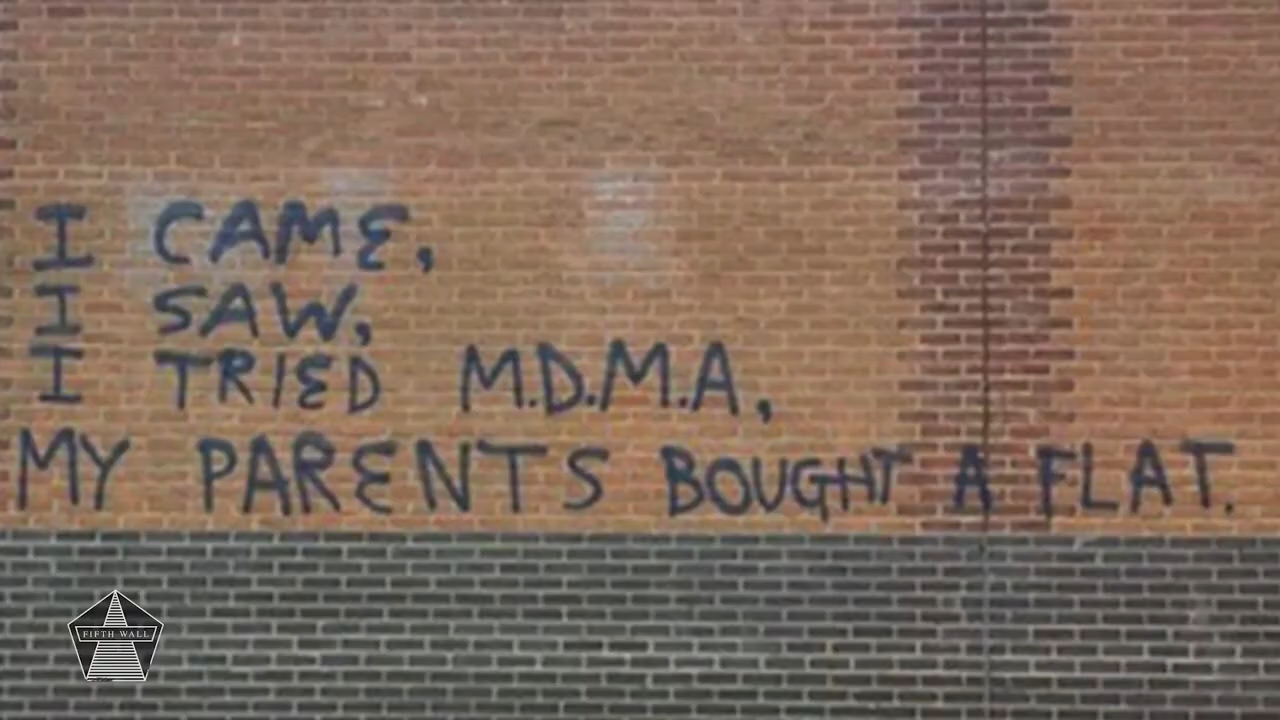 I CAME,
I SAW,
I TRIED M.D.M.A,
MY PARENTS BOUGHT A FLAT.
FIFTH WALL